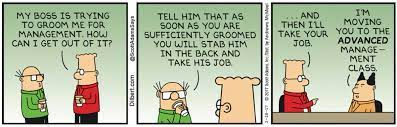 MY BOSS IS TRYING
TO GROOM ME FOR
MANAGEMENT. HOW
CAN I GET OUT OF IT?
Dilbert.com @ScottAdamsSays
TELL HIM THAT AS
SOON AS YOU ARE
SUFFICIENTLY GROOMED
YOU WILL STAB HIM
IN THE BACK AND
TAKE HIS JOB.
...AND
THEN I'LL
TAKE YOUR
JOB.
I'M
MOVING
YOU TO THE
ADVANCED
MANAGE-
MENT
CLASS.